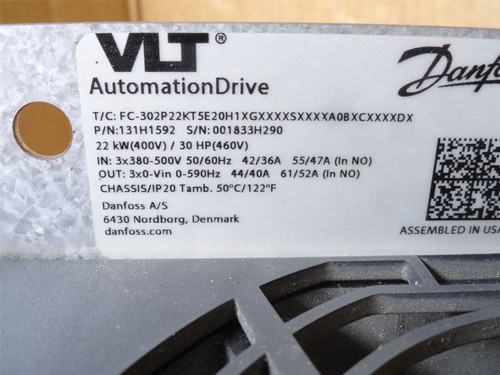 VLT®
AutomationDrive
Danfoss
T/C: FC-302P22KT5E20H1XGXXXXSXXXXA0BXCXXXXDX
P/N:131H1592 S/N:001833H290
22 kW(400V) / 30 HP(460V)
IN: 3x380-500V 50/60Hz 42/36A 55/47A (In NO)
OUT: 3x0-Vin 0-590Hz 44/40A 61/52A (In NO)
CHASSIS/IP20 Tamb. 50°C/122°F
Danfoss A/S
6430 Nordborg, Denmark
danfoss.com
ASSEMBLED IN USA